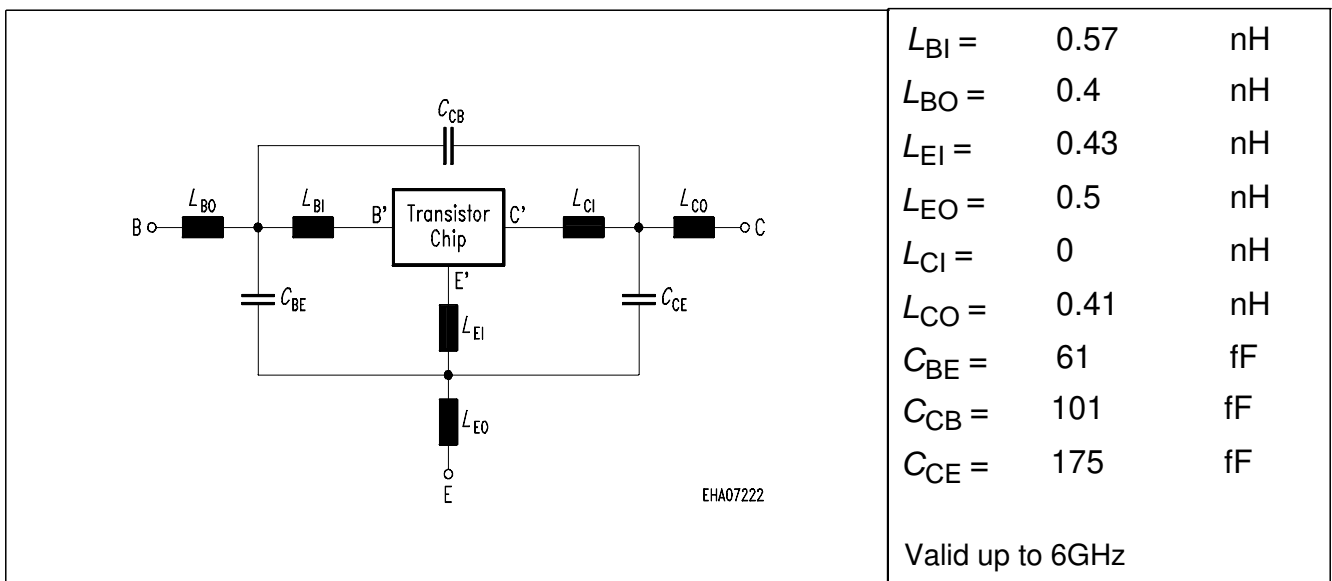 C_CB
L_BO
L_BI
B'
Transistor
Chip
C'
L_CI
L_CO
B
C
E'
C_BE
L_EI
C_CE
L_EO
E
EHA07222
L_BI = 0.57 nH
L_BO = 0.4 nH
L_EI = 0.43 nH
L_EO = 0.5 nH
L_CI = 0 nH
L_CO = 0.41 nH
C_BE = 61 fF
C_CB = 101 fF
C_CE = 175 fF
Valid up to 6GHz